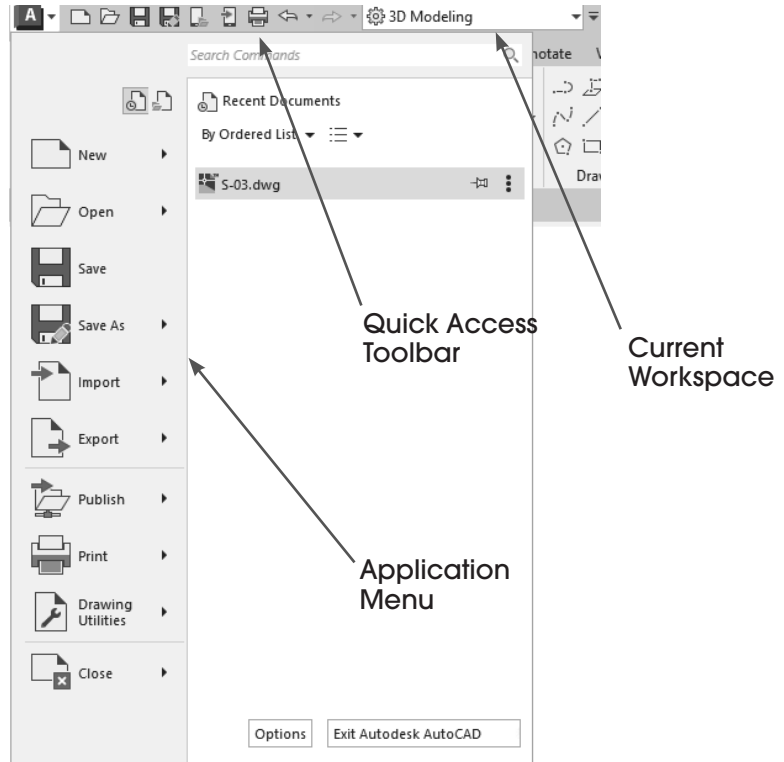 A
3D Modeling
Search Commands
notate
Recent Documents
By Ordered List
New
S-03.dwg
Open
Save
Save As
Import
Export
Publish
Print
Drawing
Utilities
Close
Quick Access
Toolbar
Current
Workspace
Application
Menu
Options
Exit Autodesk AutoCAD